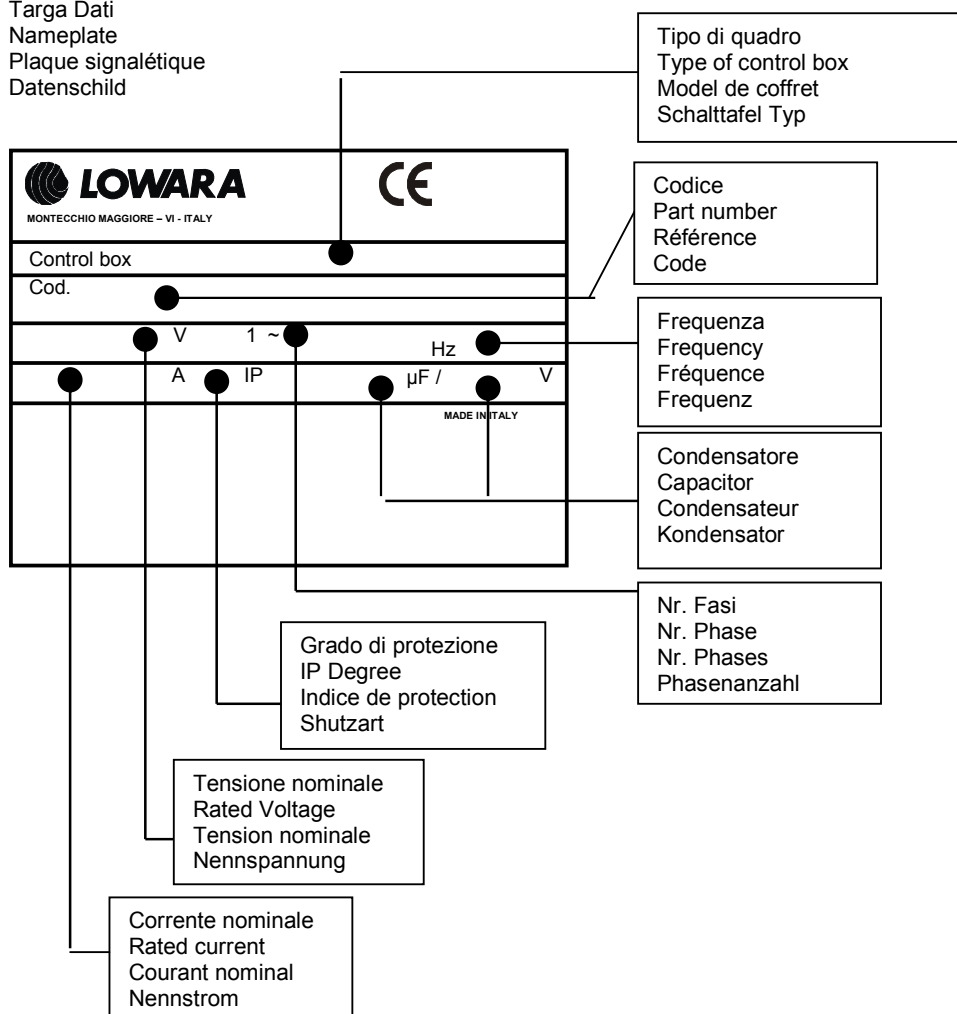 Targa Dati
Nameplate
Plaque signalétique
Datenschild
Tipo di quadro
Type of control box
Model de coffret
Schalttafel Typ
LOWARA
CE
MONTECCHIO MAGGIORE – VI - ITALY
Control box
Cod.
V 1 ~ Hz
A IP µF / V
MADE IN ITALY
Codice
Part number
Référence
Code
Frequenza
Frequency
Fréquence
Frequenz
Condensatore
Capacitor
Condensateur
Kondensator
Nr. Fasi
Nr. Phase
Nr. Phases
Phasenanzahl
Grado di protezione
IP Degree
Indice de protection
Shutzart
Tensione nominale
Rated Voltage
Tension nominale
Nennspannung
Corrente nominale
Rated current
Courant nominal
Nennstrom